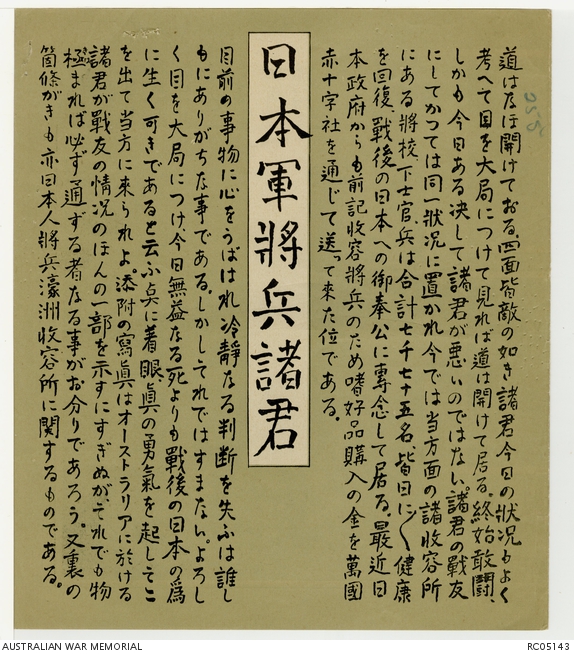 道はなほ開けておる。四面皆敵の如き諸君今日の状況もよく
考へて目を大局につけて見れば道は開けて居る。終始敢闘、
しかも今日ある決して諸君が悪いのではない。諸君の戰友
にしてかつては同一狀況に置かれ今では当方面の諸收容所
にある將校、下士官、兵は合計七千七十五名、皆日に〱健康
を回復、戰後の日本への御奉公に專念して居る。最近日
本政府からも前記收容將兵のため嗜好品購入の金を萬國
赤十字社を通じて送って来た位である。
日本軍將兵諸君
目前の事物に心をうばはれ冷靜なる判断を失ふは誰し
もにありがちな事である。しかしそれではすまない。よろし
く目を大局につけ、今日無益なる死よりも戰後の日本の爲
に生く可きであると云ふ点に着眼、眞の勇氣を起してこ
を出て当方に来られよ。添附の寫眞はオーストラリアに於ける
諸君が戰友の情況のほんの一部を示すにすぎぬが、それでも物
極まれば必ず通ずる者なる事がお分りであろう。又裏の
箇條がきも亦日本人將兵濠洲收容所に関するものである。
AUSTRALIAN WAR MEMORIAL
RC05143